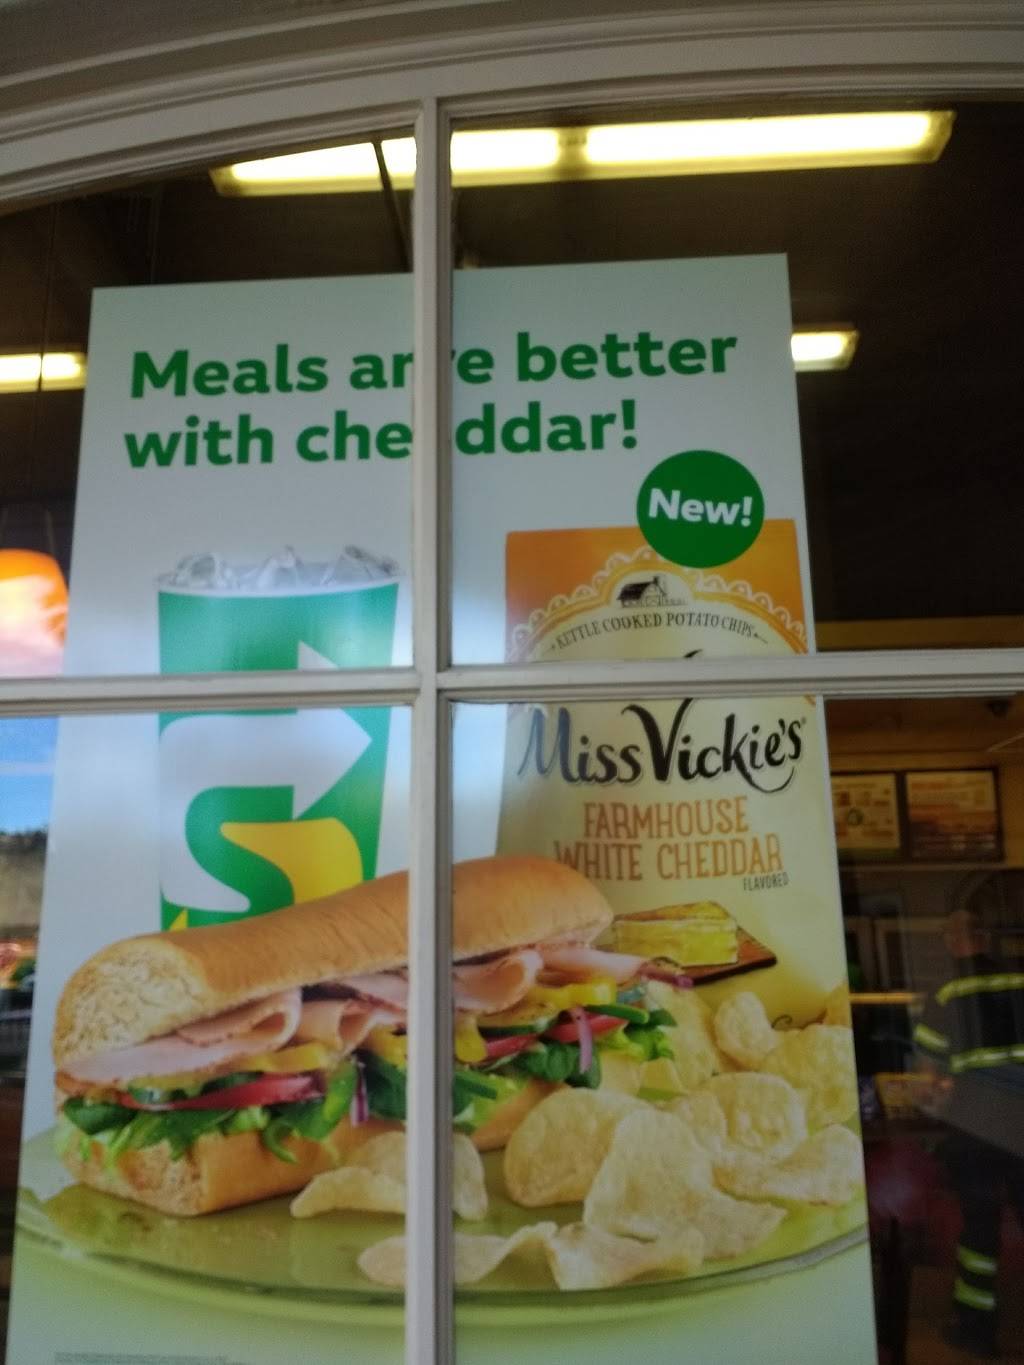 Meals are better
with cheddar!
New!
KETTLE COOKED POTATO CHIPS
Miss Vickie's
FARMHOUSE
WHITE CHEDDAR
FLAVORED